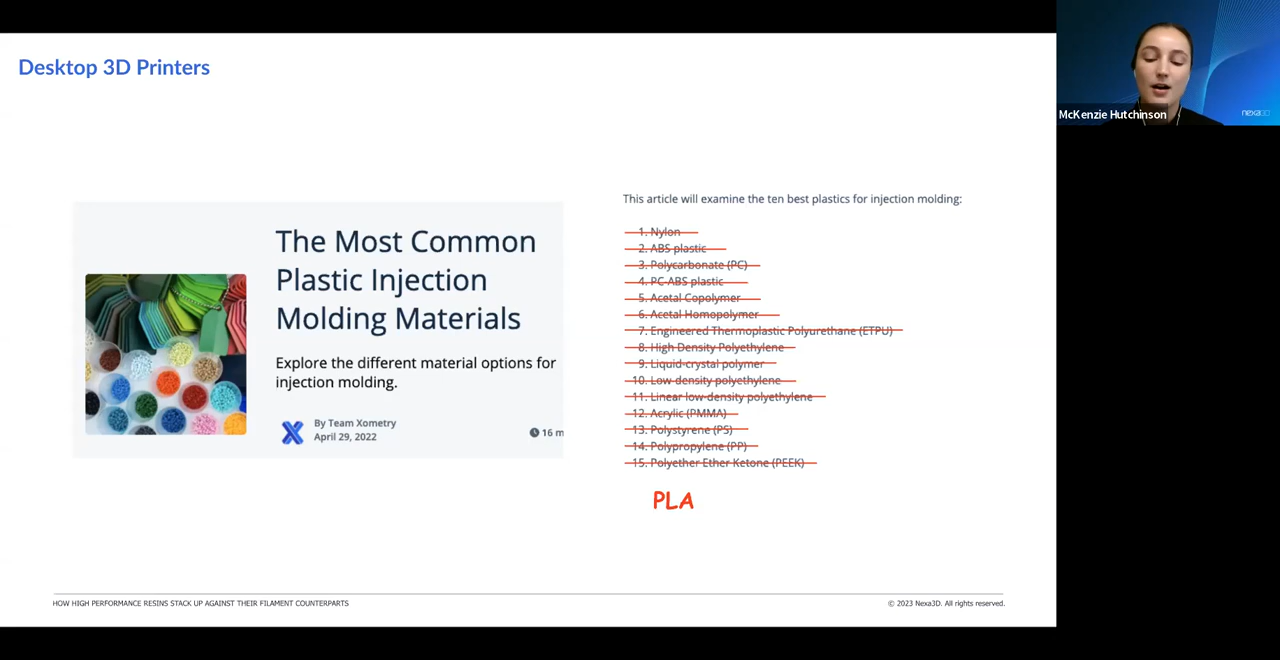 Desktop 3D Printers
The Most Common
Plastic Injection
Molding Materials
Explore the different material options for
injection molding.
By Team Xometry
April 29, 2022
16 m
This article will examine the ten best plastics for injection molding:
1. Nylon
2. ABS plastic
3. Polycarbonate (PC)
4. PC-ABS plastic
5. Acetal Copolymer
6. Acetal Homopolymer
7. Engineered Thermoplastic Polyurethane (ETPU)
8. High Density Polyethylene
9. Liquid-crystal polymer
10. Low-density polyethylene
11. Linear low-density polyethylene
12. Acrylic (PMMA)
13. Polystyrene (PS)
14. Polypropylene (PP)
15. Polyether Ether Ketone (PEEK)
PLA
HOW HIGH PERFORMANCE RESINS STACK UP AGAINST THEIR FILAMENT COUNTERPARTS
© 2023 Nexa3D. All rights reserved.
McKenzie Hutchinson
nexa3D